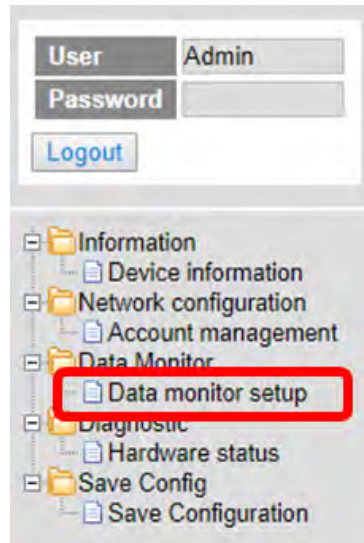 User Admin
Password
Logout
Information
Device information
Network configuration
Account management
Data Monitor
Data monitor setup
Diagnostic
Hardware status
Save Config
Save Configuration